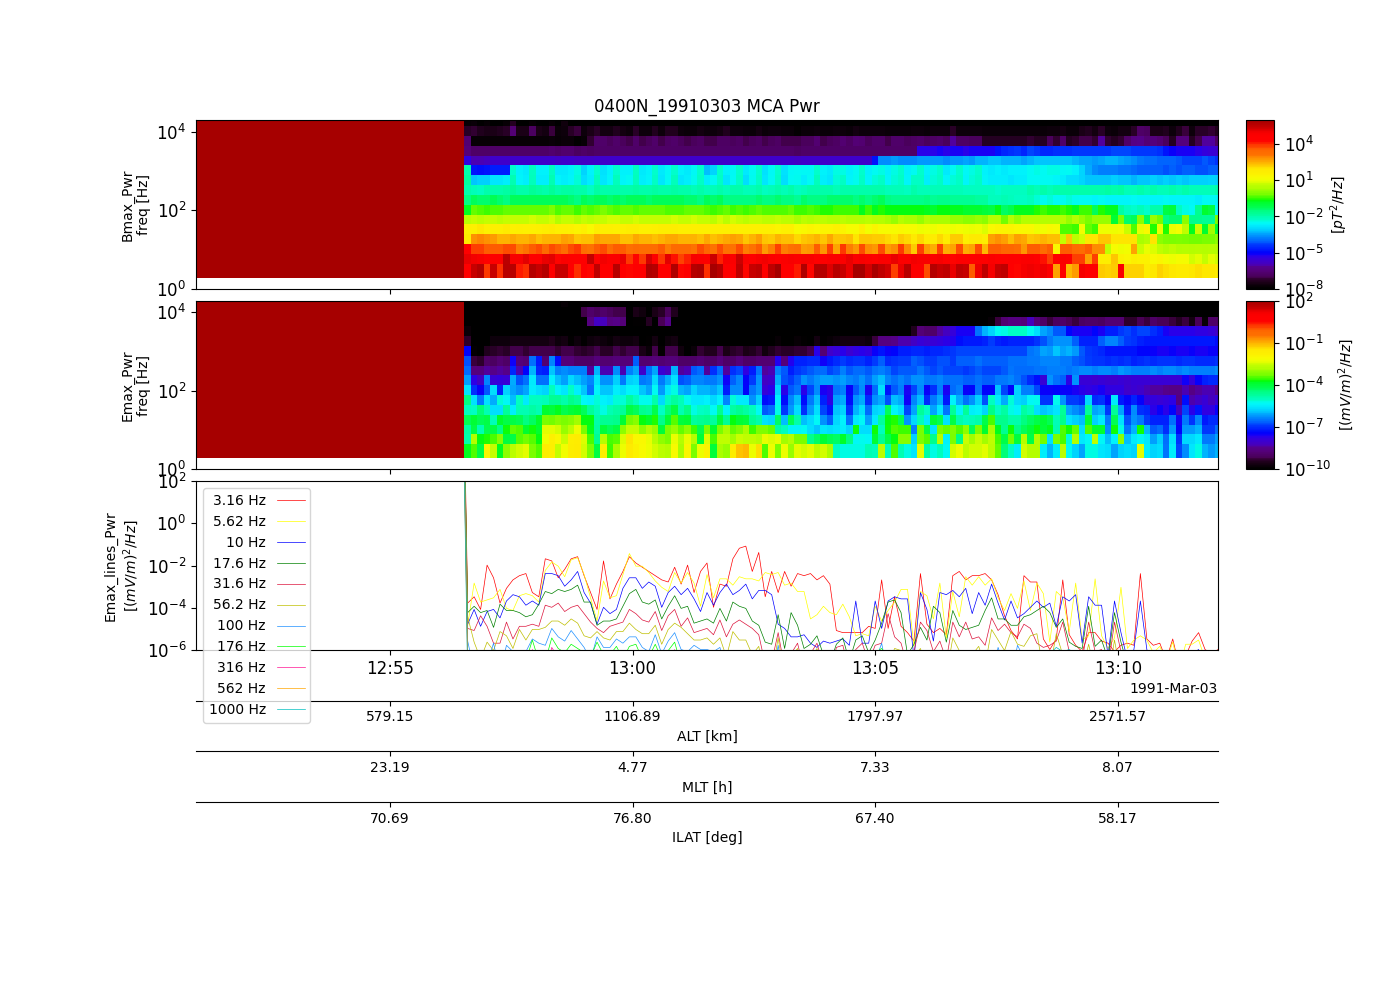 0400N_19910303 MCA Pwr
10^4
10^2
10^0
Bmax_Pwr
freq [Hz]
10^4
10^1
10^-2
10^-5
10^-8
[pT^2/Hz]
10^4
10^2
10^0
Emax_Pwr
freq [Hz]
10^2
10^-1
10^-4
10^-7
10^-10
[(mV/m)^2/Hz]
10^2
10^0
10^-2
10^-4
10^-6
Emax_lines_Pwr
[(mV/m)^2/Hz]
3.16 Hz
5.62 Hz
10 Hz
17.6 Hz
31.6 Hz
56.2 Hz
100 Hz
176 Hz
316 Hz
562 Hz
1000 Hz
12:55 13:00 13:05 13:10
1991-Mar-03
579.15 1106.89 1797.97 2571.57
ALT [km]
23.19 4.77 7.33 8.07
MLT [h]
70.69 76.80 67.40 58.17
ILAT [deg]